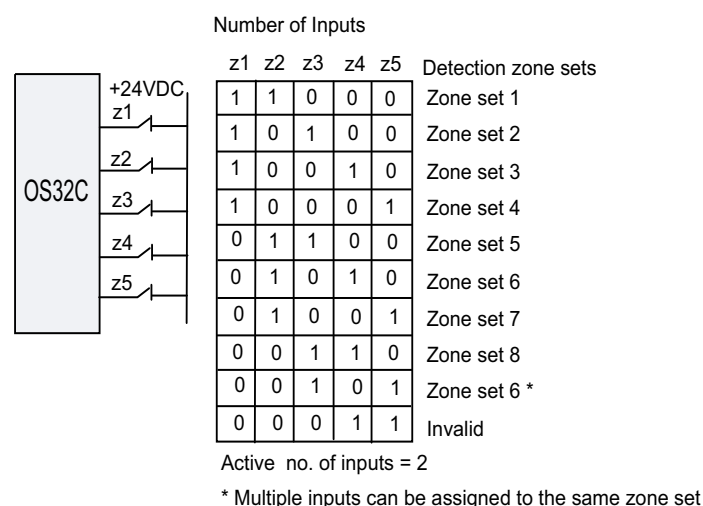 Number of Inputs
z1 z2 z3 z4 z5 Detection zone sets
+24VDC
OS32C
z1
z2
z3
z4
z5
1 1 0 0 0 Zone set 1
1 0 1 0 0 Zone set 2
1 0 0 1 0 Zone set 3
1 0 0 0 1 Zone set 4
0 1 1 0 0 Zone set 5
0 1 0 1 0 Zone set 6
0 1 0 0 1 Zone set 7
0 0 1 1 0 Zone set 8
0 0 1 0 1 Zone set 6 *
0 0 0 1 1 Invalid
Active no. of inputs = 2
* Multiple inputs can be assigned to the same zone set